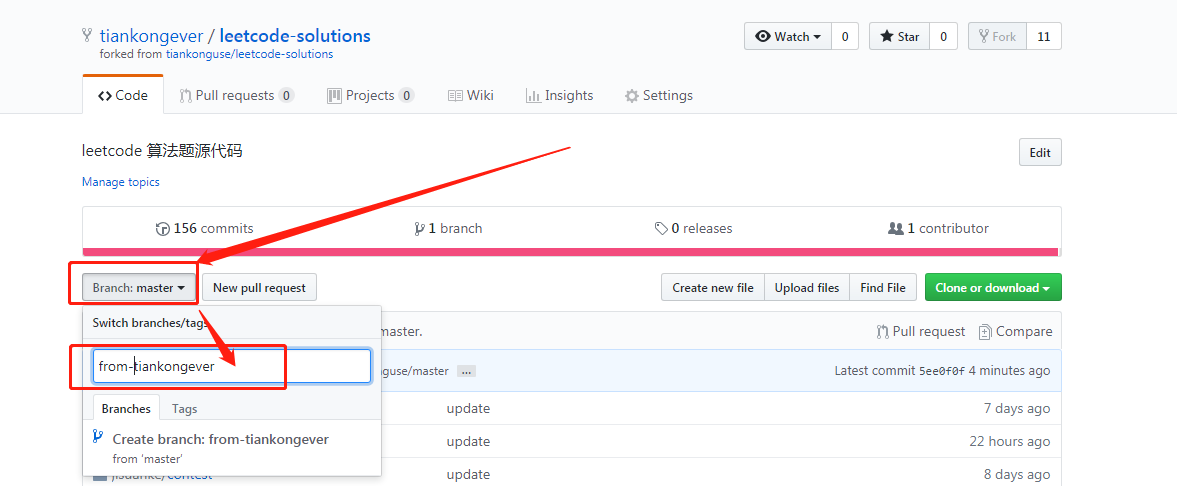 tiankongever / leetcode-solutions
forked from tiankonguse/leetcode-solutions
Watch 0 Star 0 Fork 11
Code Pull requests 0 Projects 0 Wiki Insights Settings
leetcode 算法题源代码
Edit
Manage topics
156 commits 1 branch 0 releases 1 contributor
Branch: master New pull request Create new file Upload files Find File Clone or download
Switch branches/tags
master. Pull request Compare
from-tiankongever
nguse/master ... Latest commit 5ee0f0f 4 minutes ago
Branches Tags
update 7 days ago
Create branch: from-tiankongever
update 22 hours ago
from 'master'
jisuanke/contest update 8 days ago